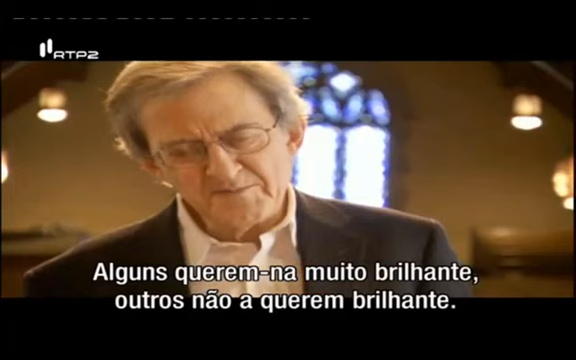 RTP2
Alguns querem-na muito brilhante,
outros não a querem brilhante.